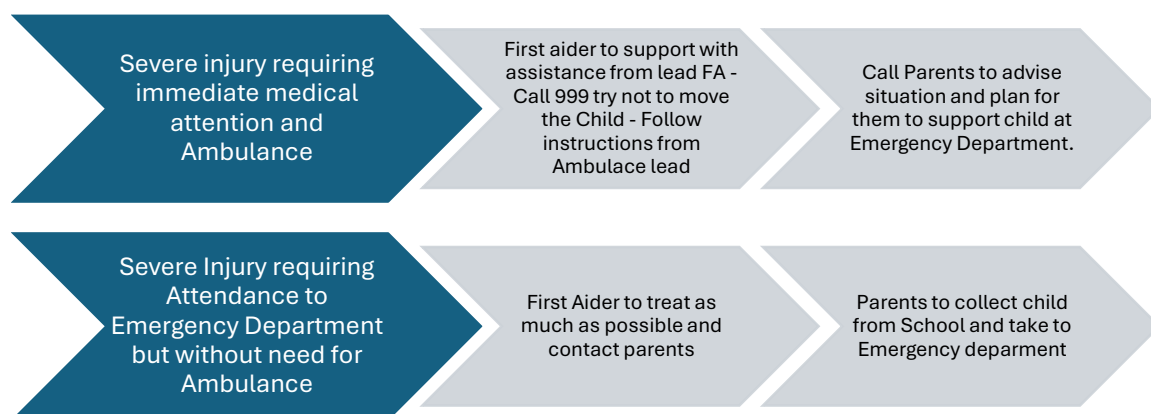 Severe injury requiring
immediate medical
attention and
Ambulance
First aider to support with
assistance from lead FA -
Call 999 try not to move
the Child - Follow
instructions from
Ambulace lead
Call Parents to advise
situation and plan for
them to support child at
Emergency Department.
Severe Injury requiring
Attendance to
Emergency Department
but without need for
Ambulance
First Aider to treat as
much as possible and
contact parents
Parents to collect child
from School and take to
Emergency deparment